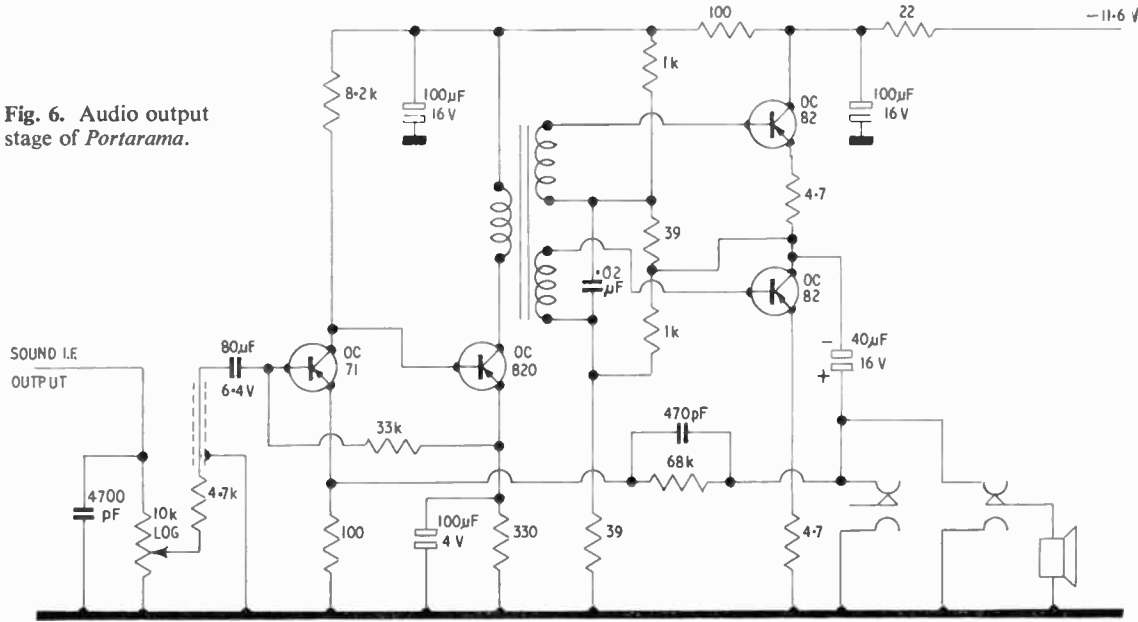 100
22
-11.6 V
1k
8·2k
100µF
16 V
OC
82
100µF
16 V
Fig. 6. Audio output
stage of Portarama.
4·7
39
·02
µF
OC
82
1k
40µF
16 V
-
+
SOUND I.F.
OUTPUT
80µF
6·4 V
OC
71
OC
820
33k
470pF
68k
4700
pF
10k
LOG
4·7k
100
100µF
4 V
330
39
4·7